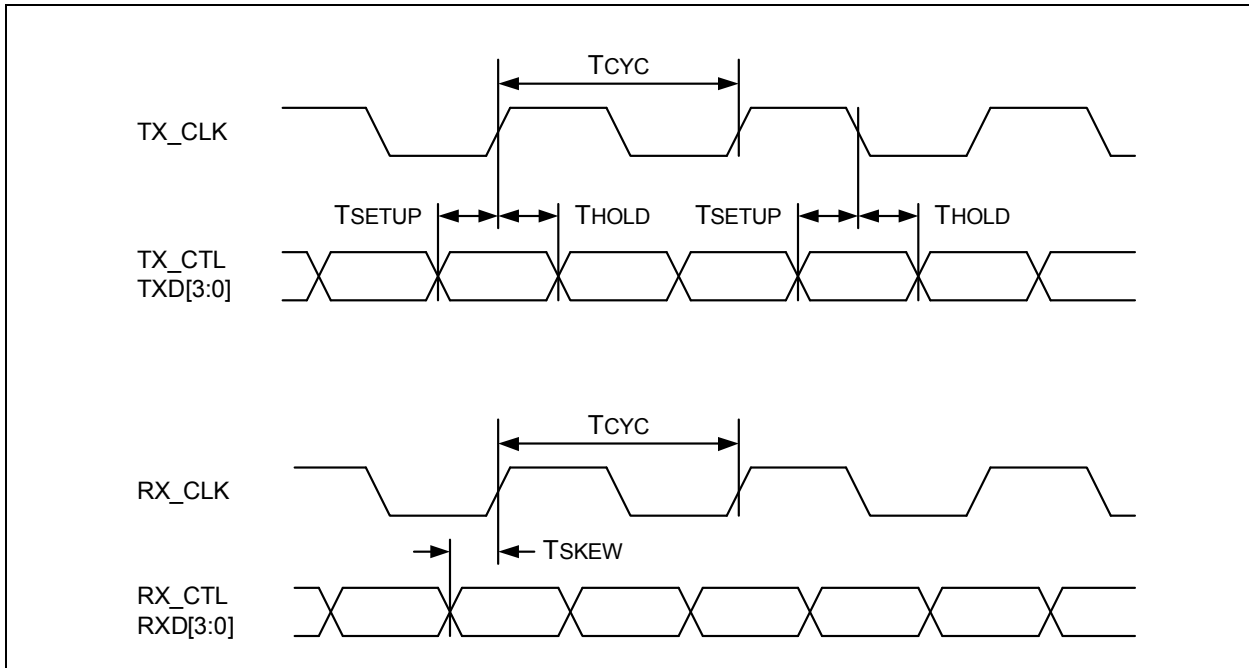 TCYC
TX_CLK
TSETUP THOLD TSETUP THOLD
TX_CTL
TXD[3:0]
TCYC
RX_CLK
TSKEW
RX_CTL
RXD[3:0]